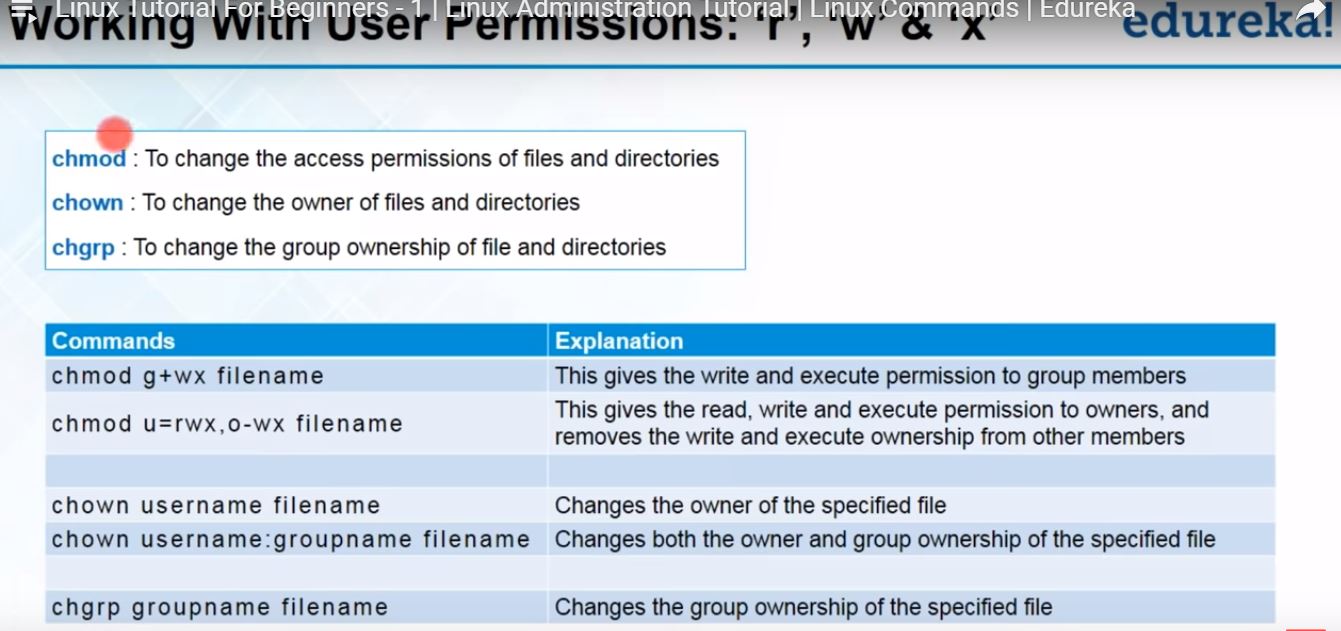 Linux Tutorial For Beginners - 1 | Linux Administration Tutorial | Linux Commands | Edureka
Working With User Permissions: ‘r’, ‘w’ & ‘x’
edureka!
chmod : To change the access permissions of files and directories
chown : To change the owner of files and directories
chgrp : To change the group ownership of file and directories
Commands Explanation
chmod g+wx filename This gives the write and execute permission to group members
chmod u=rwx,o-wx filename This gives the read, write and execute permission to owners, and
removes the write and execute ownership from other members
chown username filename Changes the owner of the specified file
chown username:groupname filename Changes both the owner and group ownership of the specified file
chgrp groupname filename Changes the group ownership of the specified file